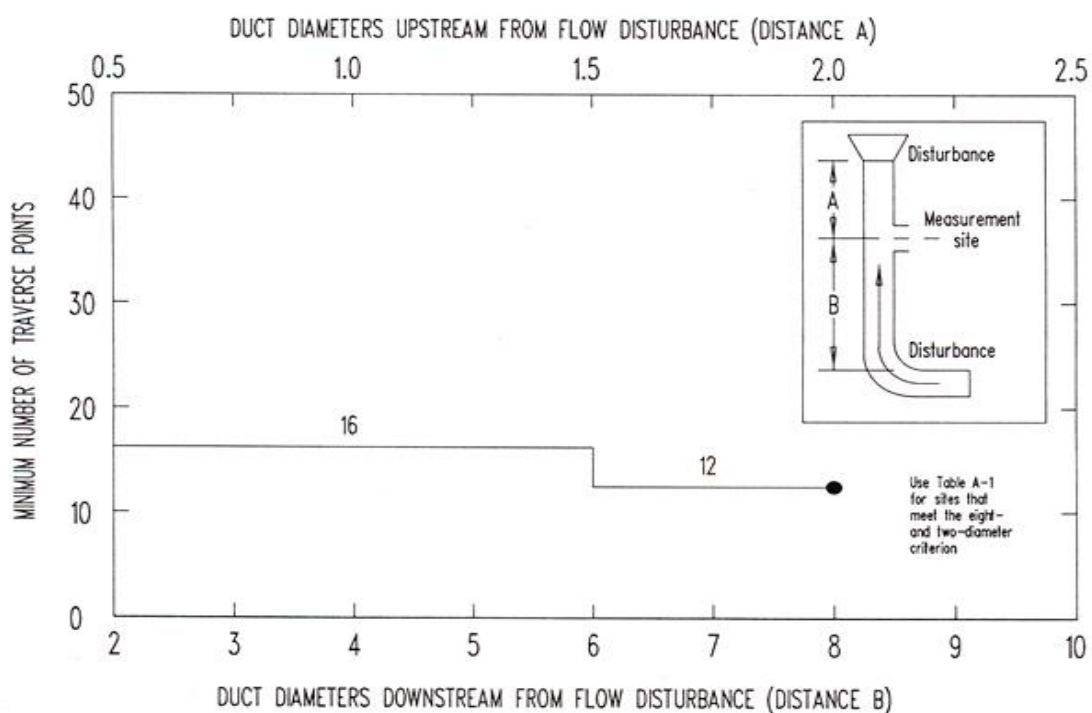 DUCT DIAMETERS UPSTREAM FROM FLOW DISTURBANCE (DISTANCE A)
0.5 1.0 1.5 2.0 2.5
50
40
30
20
10
0
MINIMUM NUMBER OF TRAVERSE POINTS
16
12
Disturbance
A
Measurement
site
B
Disturbance
Use Table A-1
for sites that
meet the eight-
and two-diameter
criterion
2 3 4 5 6 7 8 9 10
DUCT DIAMETERS DOWNSTREAM FROM FLOW DISTURBANCE (DISTANCE B)